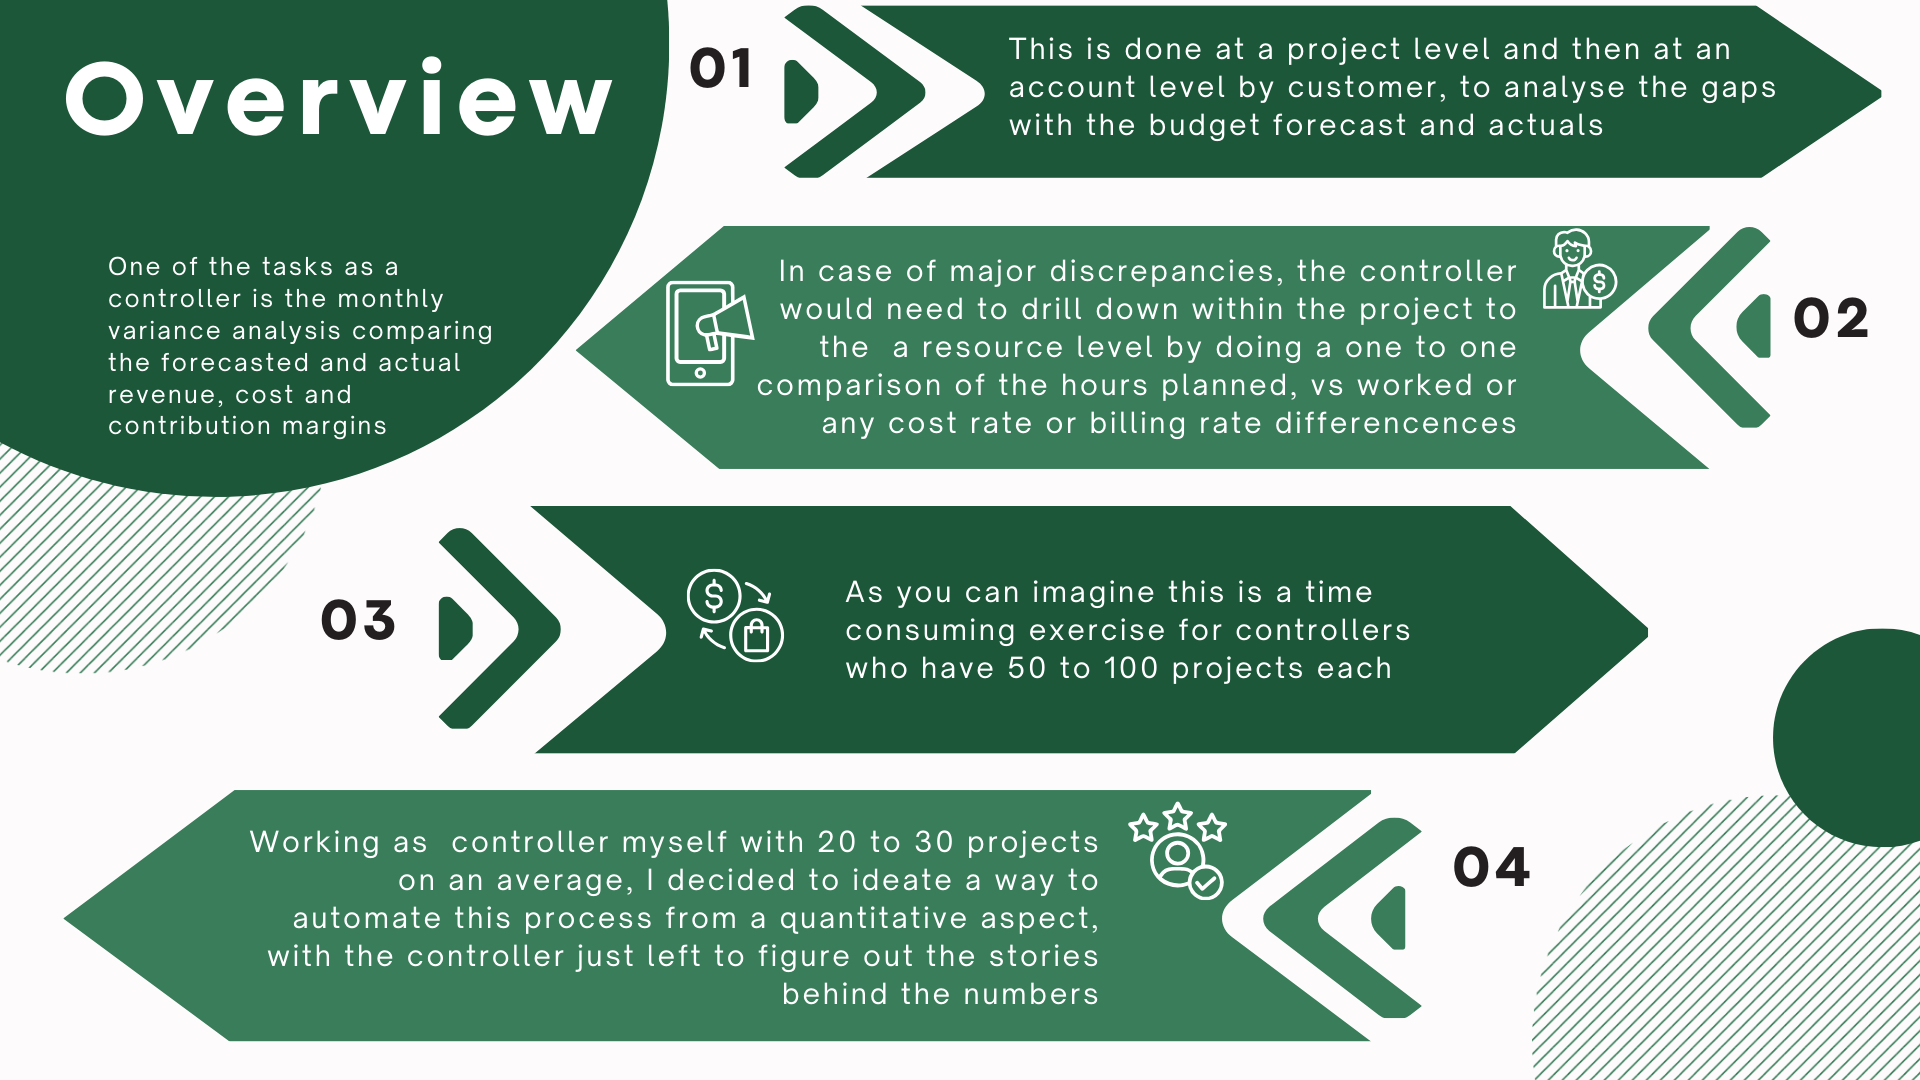 Overview
One of the tasks as a
controller is the monthly
variance analysis comparing
the forecasted and actual
revenue, cost and
contribution margins
01
This is done at a project level and then at an
account level by customer, to analyse the gaps
with the budget forecast and actuals
In case of major discrepancies, the controller
would need to drill down within the project to
the  a resource level by doing a one to one
comparison of the hours planned, vs worked or
any cost rate or billing rate differencences
$
02
03
$
As you can imagine this is a time
consuming exercise for controllers
who have 50 to 100 projects each
Working as  controller myself with 20 to 30 projects
on an average, I decided to ideate a way to
automate this process from a quantitative aspect,
with the controller just left to figure out the stories
behind the numbers
04